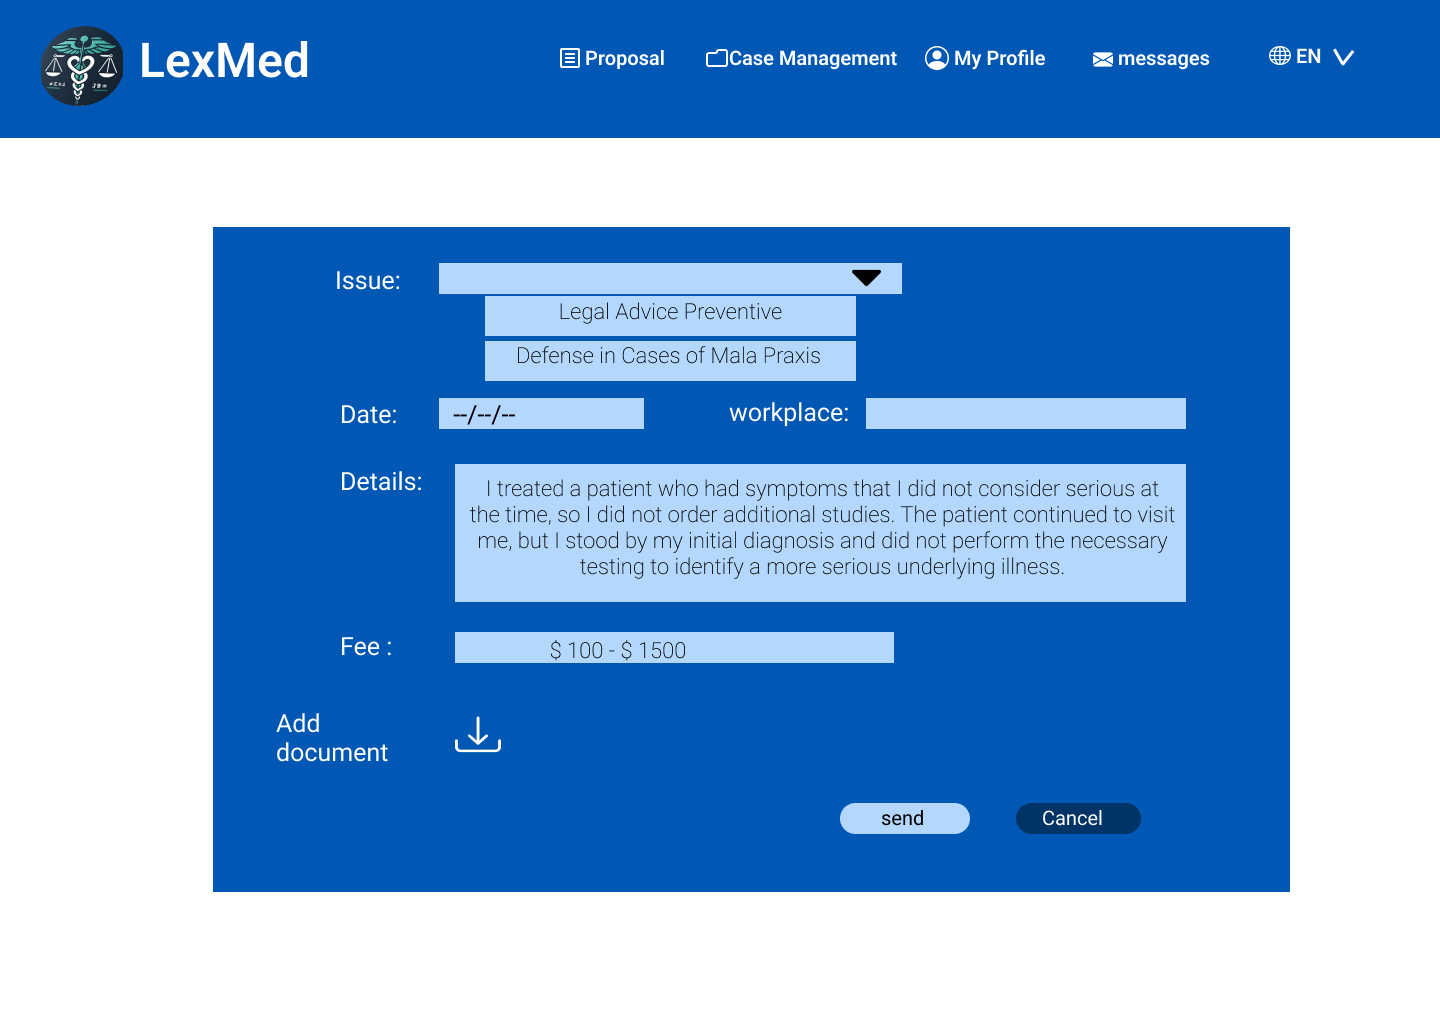 LexMed
Proposal
Case Management
My Profile
messages
EN
Issue:
Legal Advice Preventive
Defense in Cases of Mala Praxis
Date:
--/--/--
workplace:
Details:
I treated a patient who had symptoms that I did not consider serious at
the time, so I did not order additional studies. The patient continued to visit
me, but I stood by my initial diagnosis and did not perform the necessary
testing to identify a more serious underlying illness.
Fee :
$ 100 - $ 1500
Add
document
send
Cancel